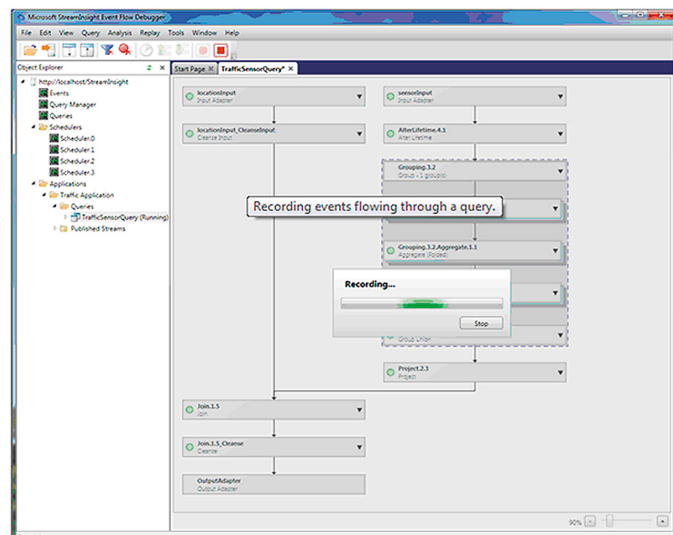 Microsoft StreamInsight Event Flow Debugger
File Edit View Query Analysis Replay Tools Window Help
Object Explorer
Start Page
TrafficSensorQuery*
http://localhost/StreamInsight
Events
Query Manager
Queries
Schedulers
Scheduler.0
Scheduler.1
Scheduler.2
Scheduler.3
Applications
Traffic Application
Queries
TrafficSensorQuery (Running)
Published Streams
locationInput
Input Adapter
sensorInput
Input Adapter
locationInput_CleanseInput
Cleanse Input
AlterLifetime.4.1
Alter Lifetime
Grouping.3.2
Group - 1 group(s)
Recording events flowing through a query.
Grouping.3.2.Aggregate.1.1
Aggregate (Folded)
Recording...
Stop
Group Union
Project.2.3
Project
Join.1.5
Join
Join.1.5_Cleanse
Cleanse
OutputAdapter
Output Adapter
90%